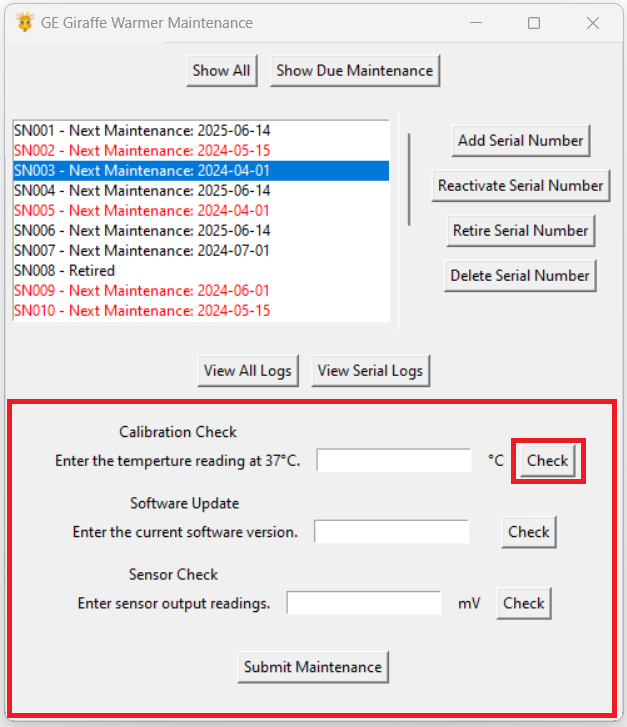 GE Giraffe Warmer Maintenance
Show All
Show Due Maintenance
SN001 - Next Maintenance: 2025-06-14
SN002 - Next Maintenance: 2024-05-15
SN003 - Next Maintenance: 2024-04-01
SN004 - Next Maintenance: 2025-06-14
SN005 - Next Maintenance: 2024-04-01
SN006 - Next Maintenance: 2025-06-14
SN007 - Next Maintenance: 2024-07-01
SN008 - Retired
SN009 - Next Maintenance: 2024-06-01
SN010 - Next Maintenance: 2024-05-15
Add Serial Number
Reactivate Serial Number
Retire Serial Number
Delete Serial Number
View All Logs
View Serial Logs
Calibration Check
Enter the temperture reading at 37°C. °C Check
Software Update
Enter the current software version. Check
Sensor Check
Enter sensor output readings. mV Check
Submit Maintenance